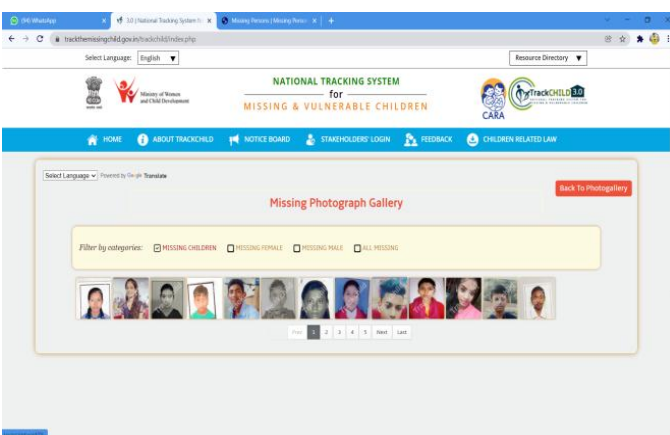 (94) WhatsApp
3.0 | National Tracking System fo
Missing Persons | Missing Person
trackthemissingchild.gov.in/trackchild/index.php
Select Language: English
Resource Directory
Ministry of Women
and Child Development
NATIONAL TRACKING SYSTEM
for
MISSING & VULNERABLE CHILDREN
CARA
TrackCHILD 3.0
HOME
ABOUT TRACKCHILD
NOTICE BOARD
STAKEHOLDERS' LOGIN
FEEDBACK
CHILDREN RELATED LAW
Select Language Powered by Google Translate
Back To Photogallery
Missing Photograph Gallery
Filter by categories: MISSING CHILDREN MISSING FEMALE MISSING MALE ALL MISSING
Prev 1 2 3 4 5 Next Last